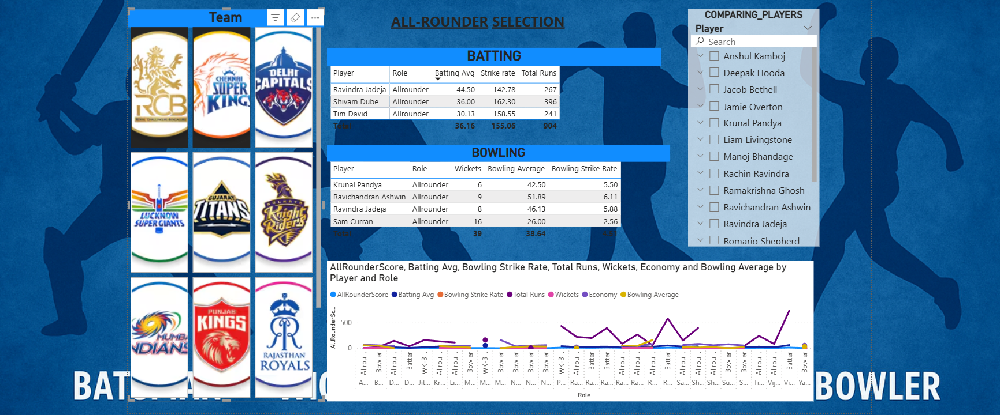 Team
RCB
ROYAL CHALLENGERS BENGALURU
CHENNAI
SUPER
KING
DELHI
CAPITALS
LUCKNOW
SUPER GIANTS
GUJARAT
TITANS
KOLKATA
Knight
Riders
MUMBA
NDIANS
PUNJAB
KINGS
RAJASTHAN
ROYALS
ALL-ROUNDER SELECTION
BATTING
Player Role Batting Avg Strike rate Total Runs
Ravindra Jadeja Allrounder 44.50 142.78 267
Shivam Dube Allrounder 36.00 162.30 396
Tim David Allrounder 30.13 158.55 241
Total 36.16 155.06 904
BOWLING
Player Role Wickets Bowling Average Bowling Strike Rate
Krunal Pandya Allrounder 6 42.50 5.50
Ravichandran Ashwin Allrounder 9 51.89 6.11
Ravindra Jadeja Allrounder 8 46.13 5.88
Sam Curran Allrounder 16 26.00 2.56
Total 39 38.64
COMPARING_PLAYERS
Player
Search
Anshul Kamboj
Deepak Hooda
Jacob Bethell
Jamie Overton
Krunal Pandya
Liam Livingstone
Manoj Bhandage
Rachin Ravindra
Ramakrishna Ghosh
Ravichandran Ashwin
Ravindra Jadeja
Romario Shepherd
AllRounderScore, Batting Avg, Bowling Strike Rate, Total Runs, Wickets, Economy and Bowling Average by
Player and Role
AllRounderScore Batting Avg Bowling Strike Rate Total Runs Wickets Economy Bowling Average
AllRounderSc...
500
0
Allrou... Bowler Allrou... Batter WK-B... Allrou... Allrou... Bowler WK-B... Bowler Bowler Bowler Bowler WK-B... Allrou... Batter Batter Allrou... Allrou... Allrou... Batter Allrou... Allrou... Bowler Bowler Bowler Allrou... Allrou... Batter Bowler
A... B... D... D... Jit... Kr... Li... M... M... M... N... N... N... P... Ra... Ra... Ra... Ra... Ra... R... R... Sa... Sh... Sh... Su... S... Ti... Vij... Vi... Ya...
Role
BOWLER